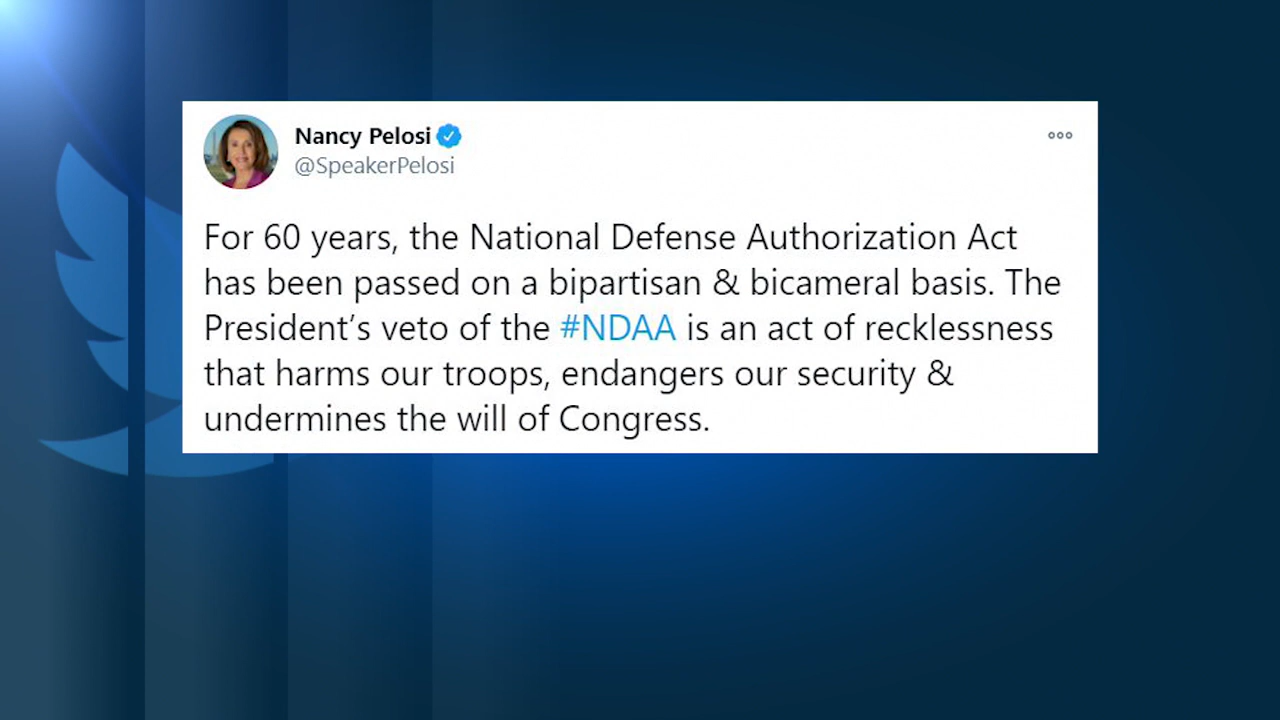 Nancy Pelosi
@SpeakerPelosi
For 60 years, the National Defense Authorization Act
has been passed on a bipartisan & bicameral basis. The
President's veto of the #NDAA is an act of recklessness
that harms our troops, endangers our security &
undermines the will of Congress.